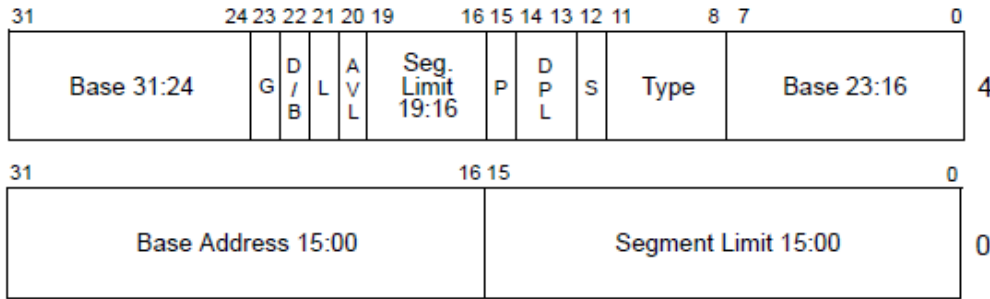 31 24 23 22 21 20 19 16 15 14 13 12 11 8 7 0
Base 31:24 G D/B L AVL Seg. Limit 19:16 P DPL S Type Base 23:16 4
31 16 15 0
Base Address 15:00 Segment Limit 15:00 0